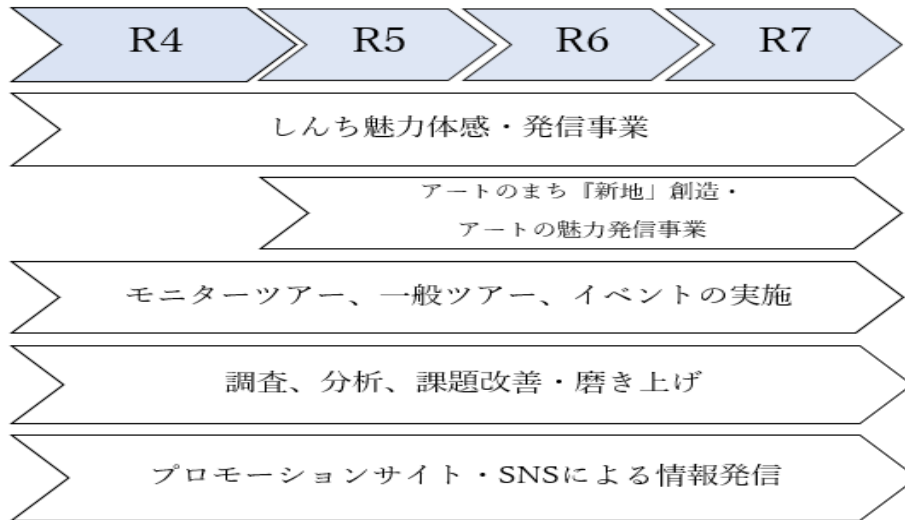 R4
R5
R6
R7
しんち魅力体感・発信事業
アートのまち『新地」創造・
アートの魅力発信事業
モニターツアー、一般ツアー、イベントの実施
調査、分析、課題改善・磨き上げ
プロモーションサイト・SNSによる情報発信